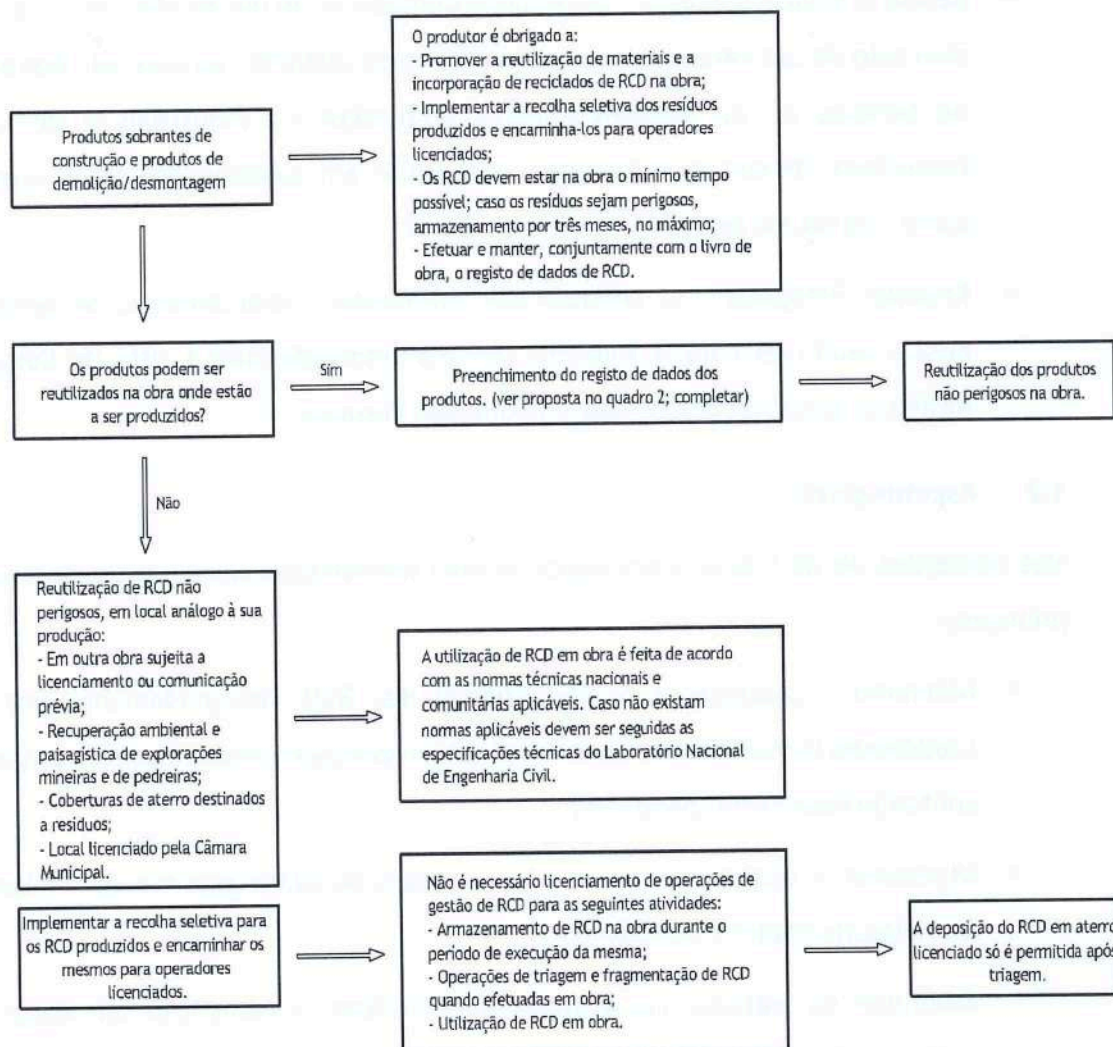 O produtor é obrigado a:
- Promover a reutilização de materiais e a
incorporação de reciclados de RCD na obra;
- Implementar a recolha seletiva dos resíduos
produzidos e encaminha-los para operadores
licenciados;
- Os RCD devem estar na obra o mínimo tempo
possível; caso os resíduos sejam perigosos,
armazenamento por três meses, no máximo;
- Efetuar e manter, conjuntamente com o livro de
obra, o registo de dados de RCD.
Produtos sobrantes de
construção e produtos de
demolição/desmontagem
Os produtos podem ser
reutilizados na obra onde estão
a ser produzidos?
Sim
Preenchimento do registo de dados dos
produtos. (ver proposta no quadro 2; completar)
Reutilização dos produtos
não perigosos na obra.
Não
Reutilização de RCD não
perigosos, em local análogo à sua
produção:
- Em outra obra sujeita a
licenciamento ou comunicação
prévia;
- Recuperação ambiental e
paisagística de explorações
mineiras e de pedreiras;
- Coberturas de aterro destinados
a resíduos;
- Local licenciado pela Câmara
Municipal.
A utilização de RCD em obra é feita de acordo
com as normas técnicas nacionais e
comunitárias aplicáveis. Caso não existam
normas aplicáveis devem ser seguidas as
especificações técnicas do Laboratório Nacional
de Engenharia Civil.
Implementar a recolha seletiva para
os RCD produzidos e encaminhar os
mesmos para operadores
licenciados.
Não é necessário licenciamento de operações de
gestão de RCD para as seguintes atividades:
- Armazenamento de RCD na obra durante o
período de execução da mesma;
- Operações de triagem e fragmentação de RCD
quando efetuadas em obra;
- Utilização de RCD em obra.
A deposição do RCD em aterro
licenciado só é permitida após
triagem.